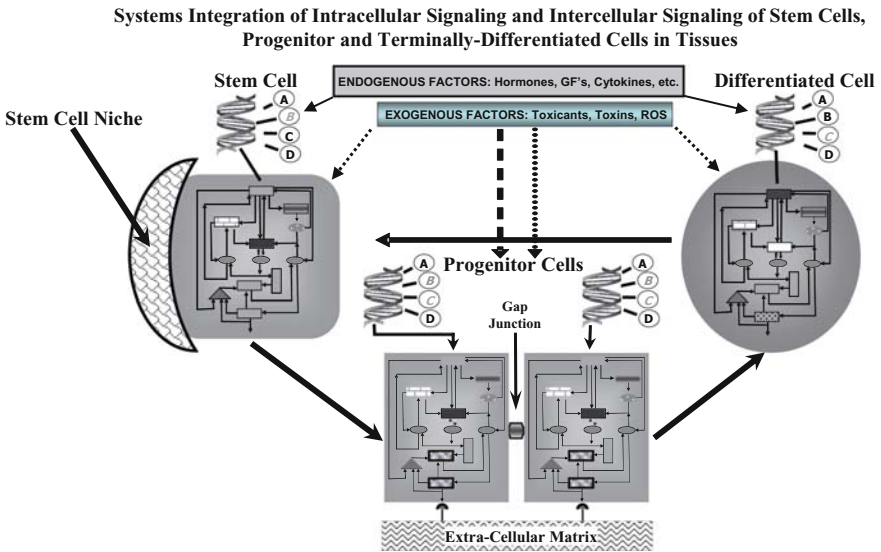 Systems Integration of Intracellular Signaling and Intercellular Signaling of Stem Cells,
Progenitor and Terminally-Differentiated Cells in Tissues
Stem Cell
ENDOGENOUS FACTORS: Hormones, GF's, Cytokines, etc.
Differentiated Cell
Stem Cell Niche
EXOGENOUS FACTORS: Toxicants, Toxins, ROS
A
B
C
D
A
B
C
D
Progenitor Cells
A
B
C
D
A
B
C
D
Gap
Junction
Extra-Cellular Matrix